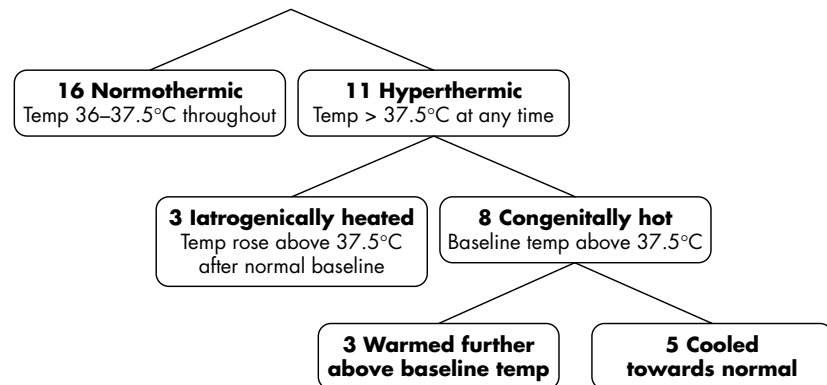 16 Normothermic
Temp 36–37.5°C throughout
11 Hyperthermic
Temp > 37.5°C at any time
3 Iatrogenically heated
Temp rose above 37.5°C
after normal baseline
8 Congenitally hot
Baseline temp above 37.5°C
3 Warmed further
above baseline temp
5 Cooled
towards normal